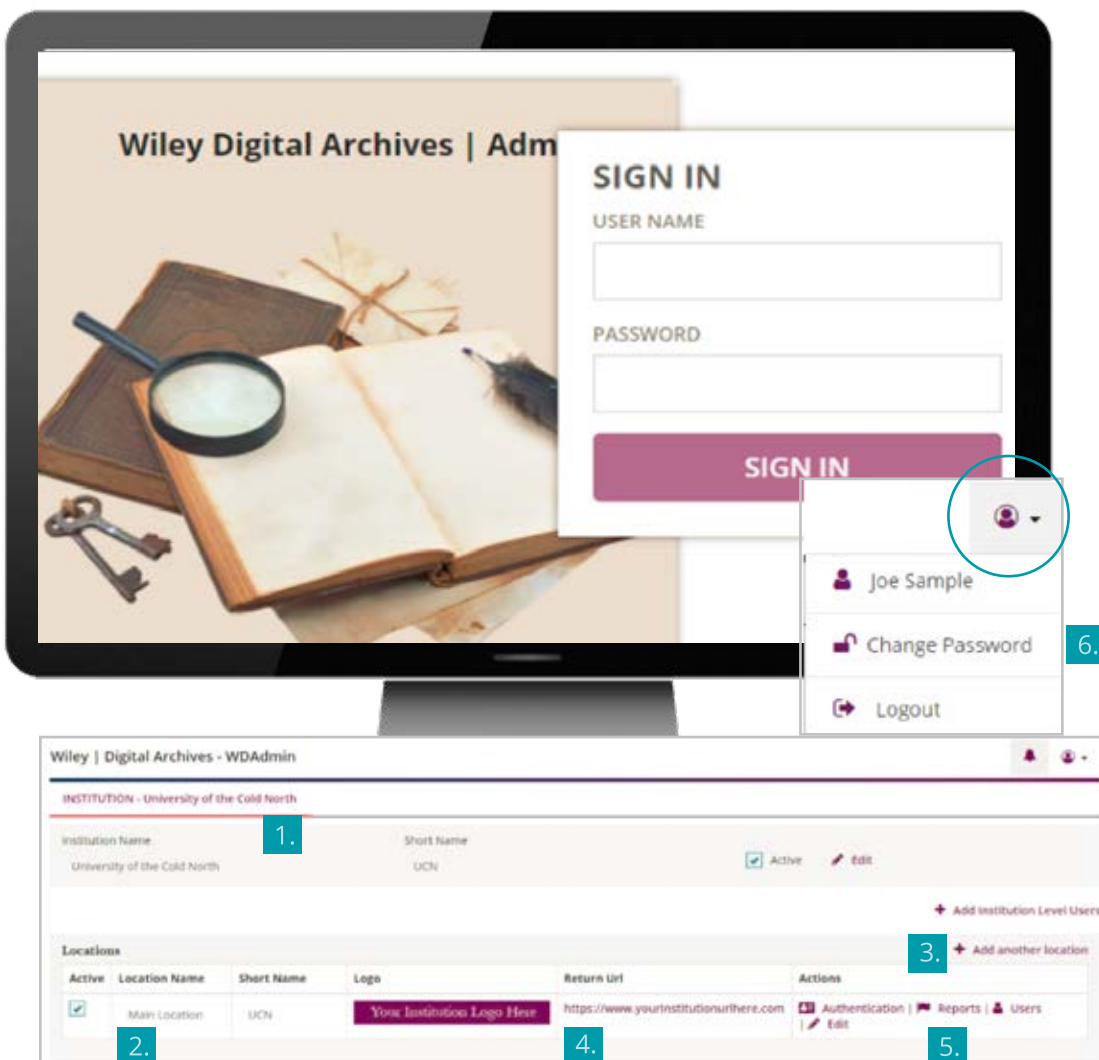 Wiley Digital Archives | Adm
SIGN IN
USER NAME
PASSWORD
SIGN IN
Joe Sample
Change Password
6.
Logout
Wiley | Digital Archives - WDAdmin
INSTITUTION - University of the Cold North
1.
Institution Name
Short Name
University of the Cold North
UCN
Active
Edit
+ Add Institution Level Users
Locations
3.
+ Add another location
Active Location Name Short Name Logo Return Url Actions
Main Location UCN Your Institution Logo Here https://www.yourinstitutionurlhere.com Authentication | Reports | Users
| Edit
2.
4.
5.